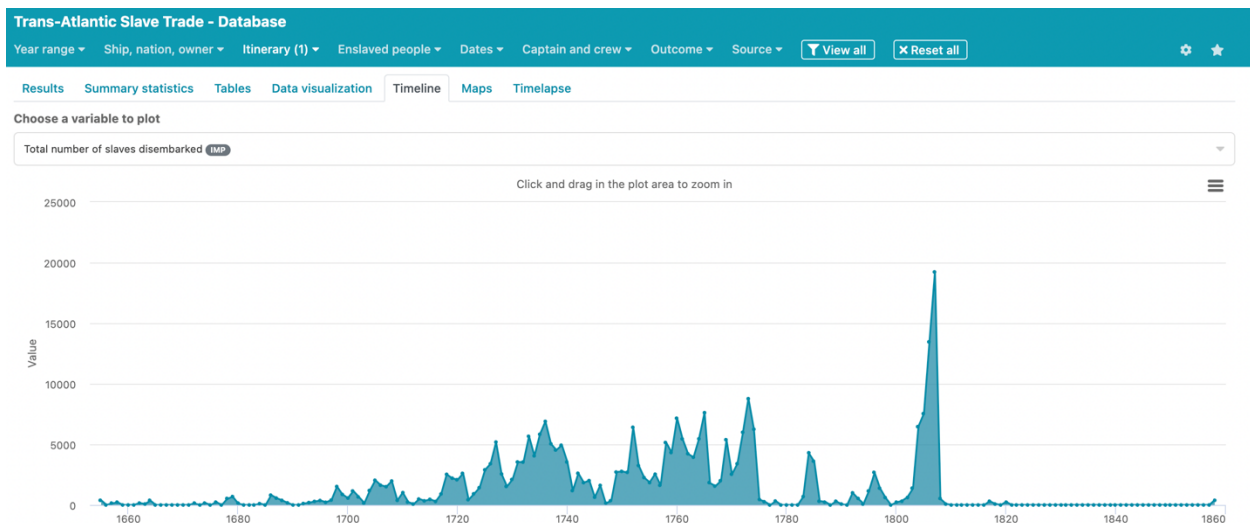 Trans-Atlantic Slave Trade - Database
Year range Ship, nation, owner Itinerary (1) Enslaved people Dates Captain and crew Outcome Source View all Reset all
Results Summary statistics Tables Data visualization Timeline Maps Timelapse
Choose a variable to plot
Total number of slaves disembarked IMP
Click and drag in the plot area to zoom in
25000
20000
15000
Value
10000
5000
0
1660 1680 1700 1720 1740 1760 1780 1800 1820 1840 1860